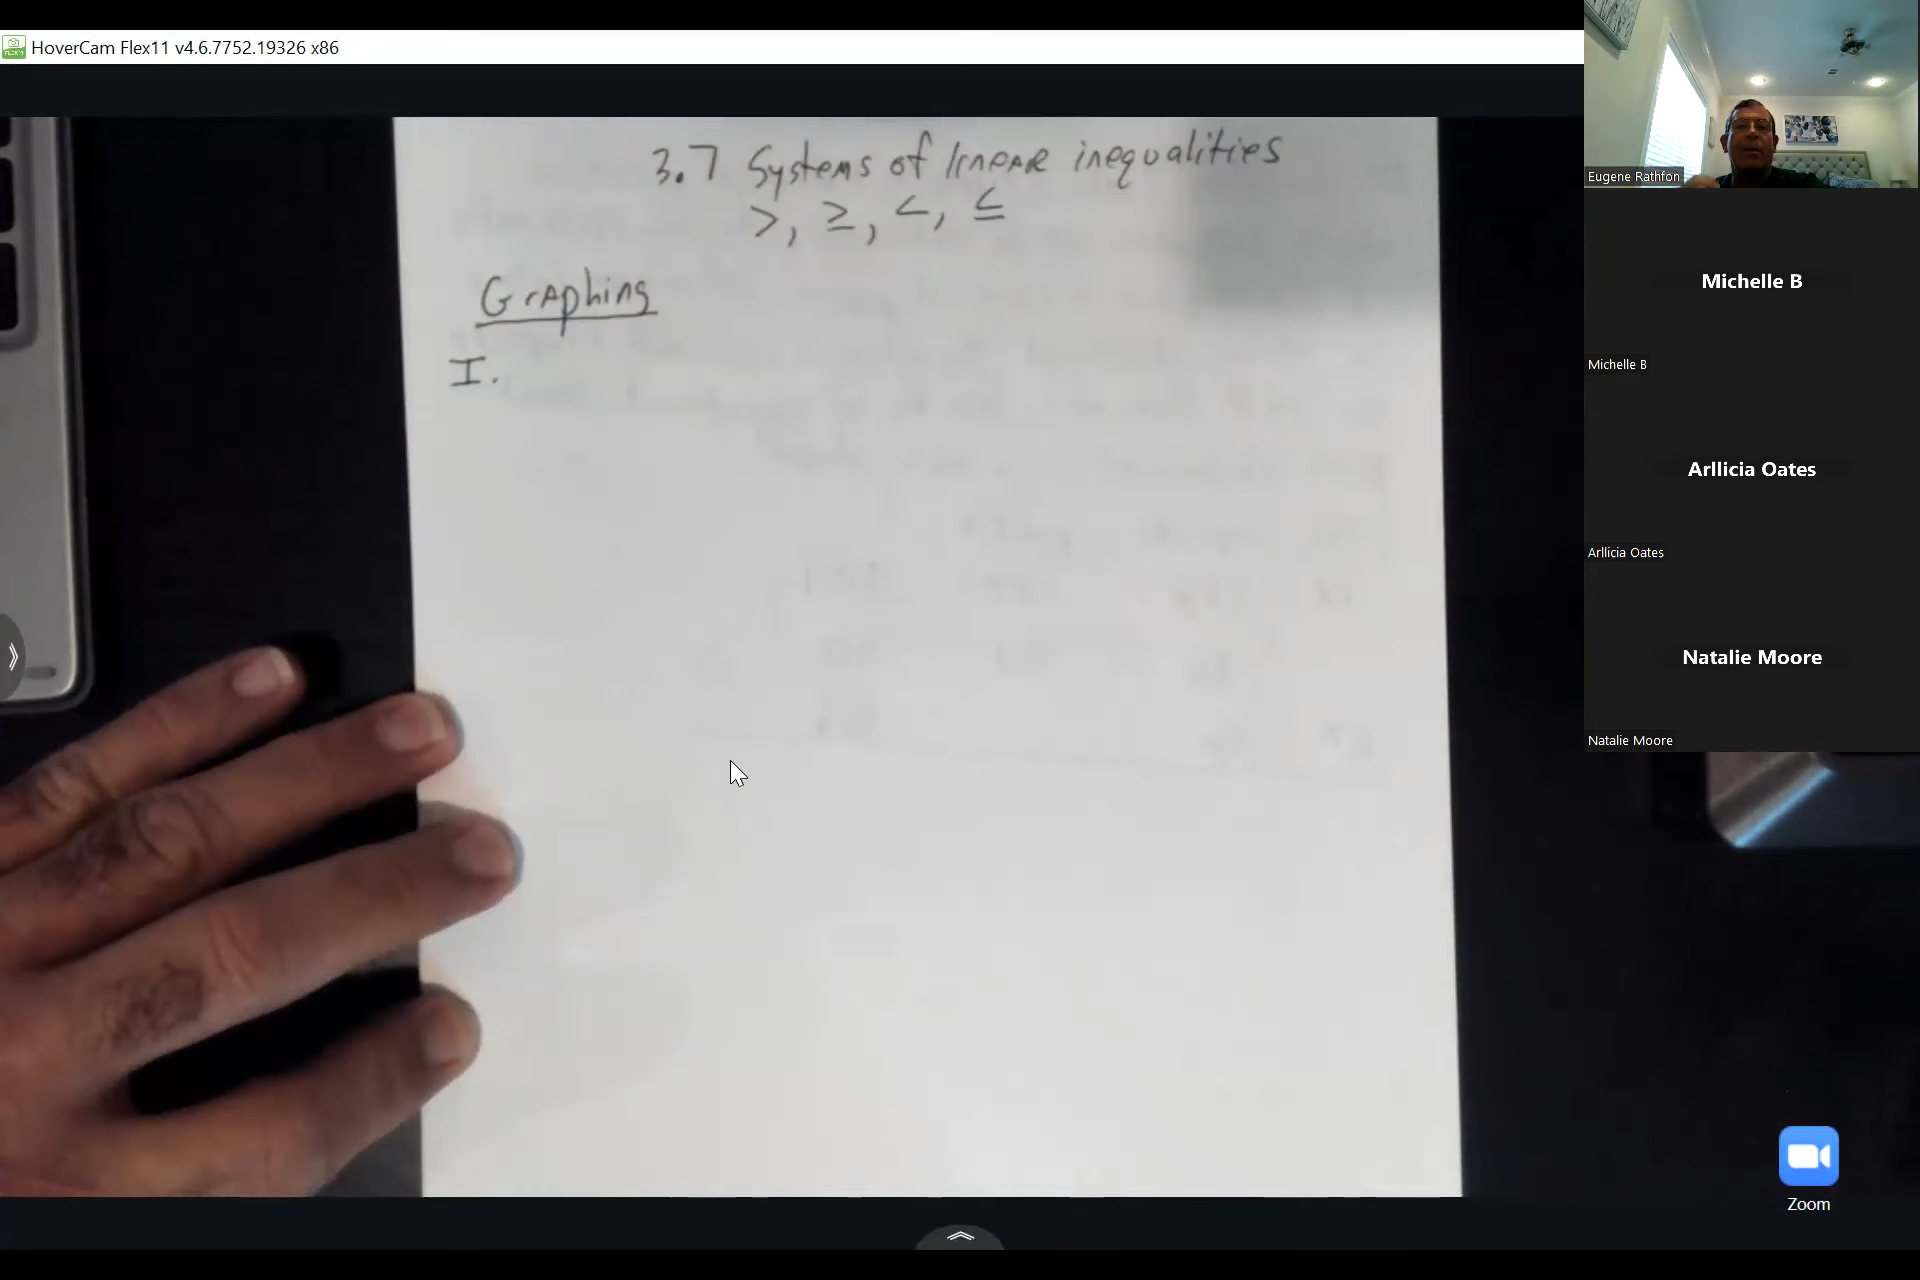 HoverCam Flex11 v4.6.7752.19326 x86
3.7 Systems of linear inequalities
>, ≥, <, ≤
Graphing
I.
Eugene Rathfon
Michelle B
Michelle B
Arllicia Oates
Arllicia Oates
Natalie Moore
Natalie Moore
Zoom